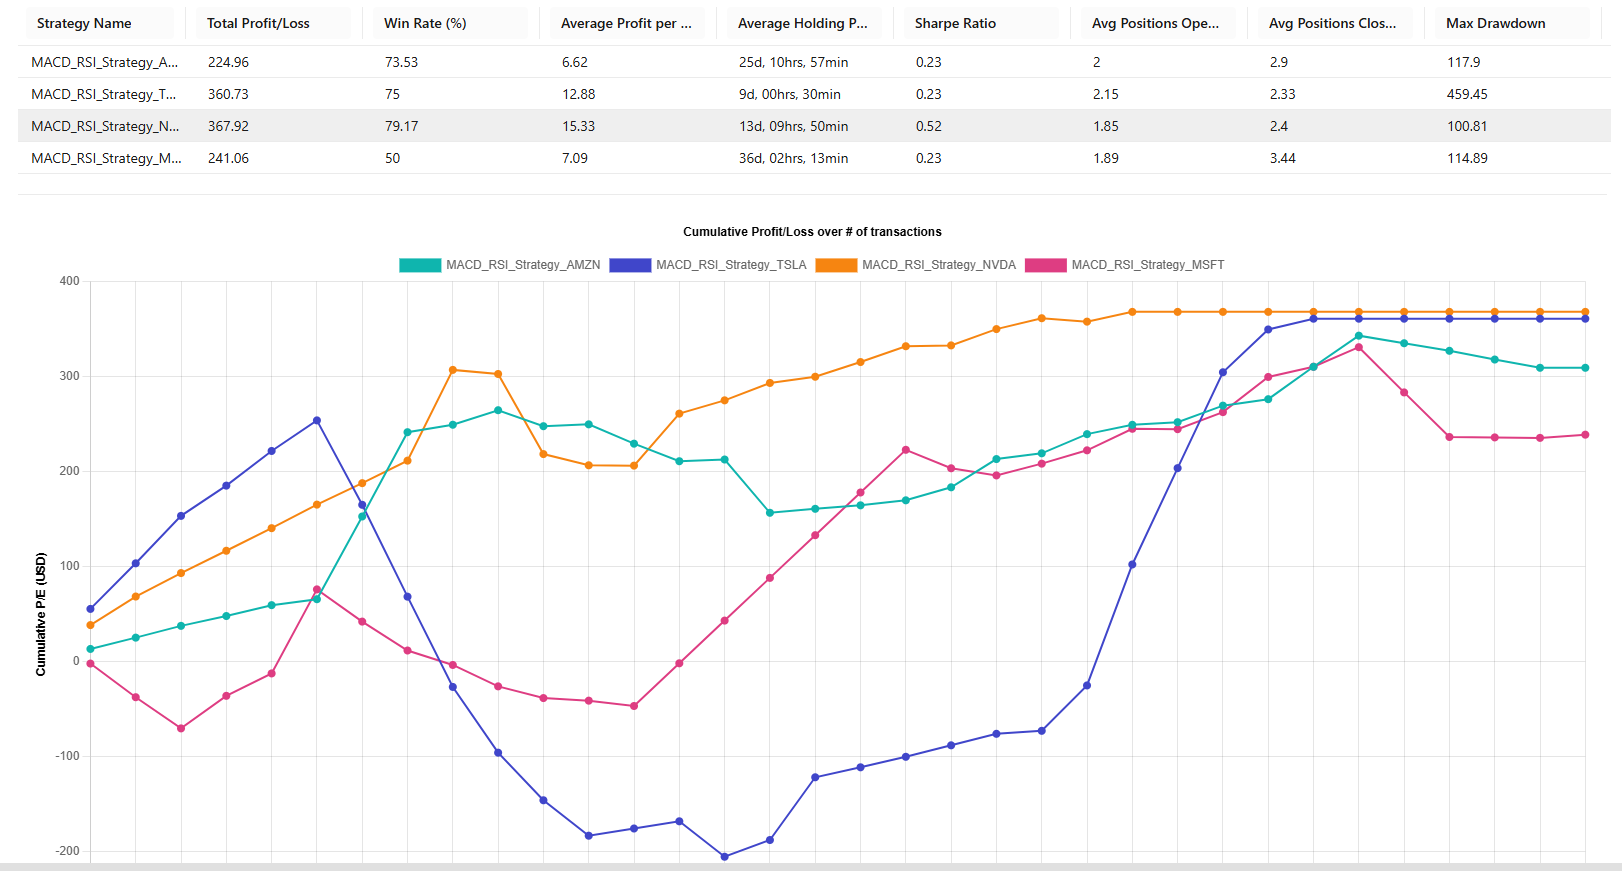 Strategy Name Total Profit/Loss Win Rate (%) Average Profit per ... Average Holding P... Sharpe Ratio Avg Positions Ope... Avg Positions Clos... Max Drawdown
MACD_RSI_Strategy_A... 224.96 73.53 6.62 25d, 10hrs, 57min 0.23 2 2.9 117.9
MACD_RSI_Strategy_T... 360.73 75 12.88 9d, 00hrs, 30min 0.23 2.15 2.33 459.45
MACD_RSI_Strategy_N... 367.92 79.17 15.33 13d, 09hrs, 50min 0.52 1.85 2.4 100.81
MACD_RSI_Strategy_M... 241.06 50 7.09 36d, 02hrs, 13min 0.23 1.89 3.44 114.89
Cumulative Profit/Loss over # of transactions
MACD_RSI_Strategy_AMZN MACD_RSI_Strategy_TSLA MACD_RSI_Strategy_NVDA MACD_RSI_Strategy_MSFT
400
300
200
100
0
-100
-200
Cumulative P/E (USD)